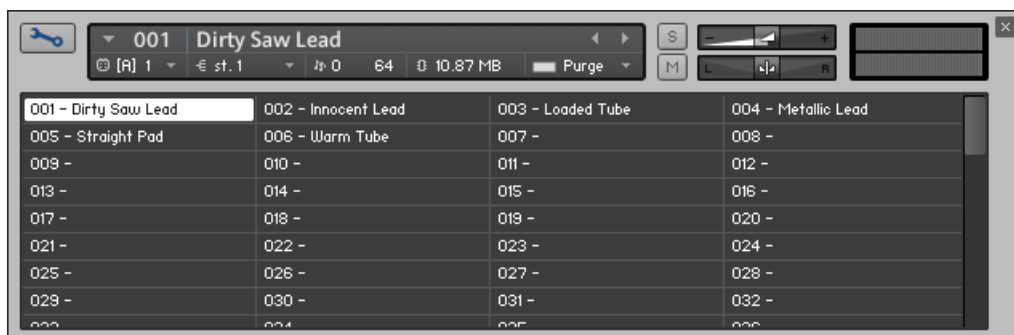 001 Dirty Saw Lead
[A] 1 st.1 0 64 10.87 MB Purge
S
M
- +
L R
001 - Dirty Saw Lead 002 - Innocent Lead 003 - Loaded Tube 004 - Metallic Lead
005 - Straight Pad 006 - Warm Tube 007 - 008 -
009 - 010 - 011 - 012 -
013 - 014 - 015 - 016 -
017 - 018 - 019 - 020 -
021 - 022 - 023 - 024 -
025 - 026 - 027 - 028 -
029 - 030 - 031 - 032 -